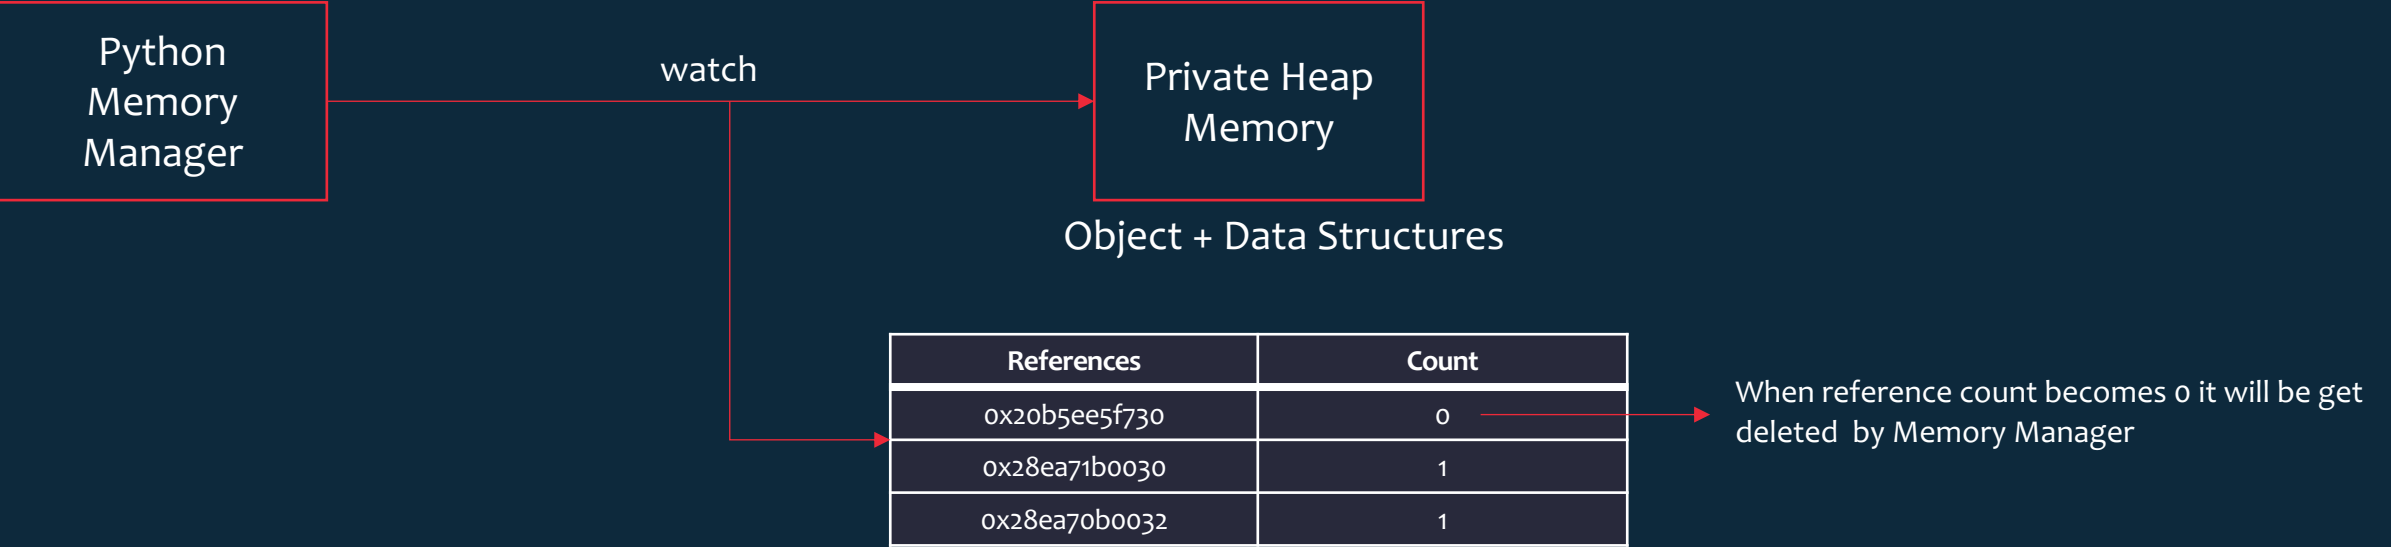 Python
Memory
Manager
watch
Private Heap
Memory
Object + Data Structures
References Count
0x20b5ee5f730 0
0x28ea71b0030 1
0x28ea70b0032 1
When reference count becomes 0 it will be get
deleted by Memory Manager